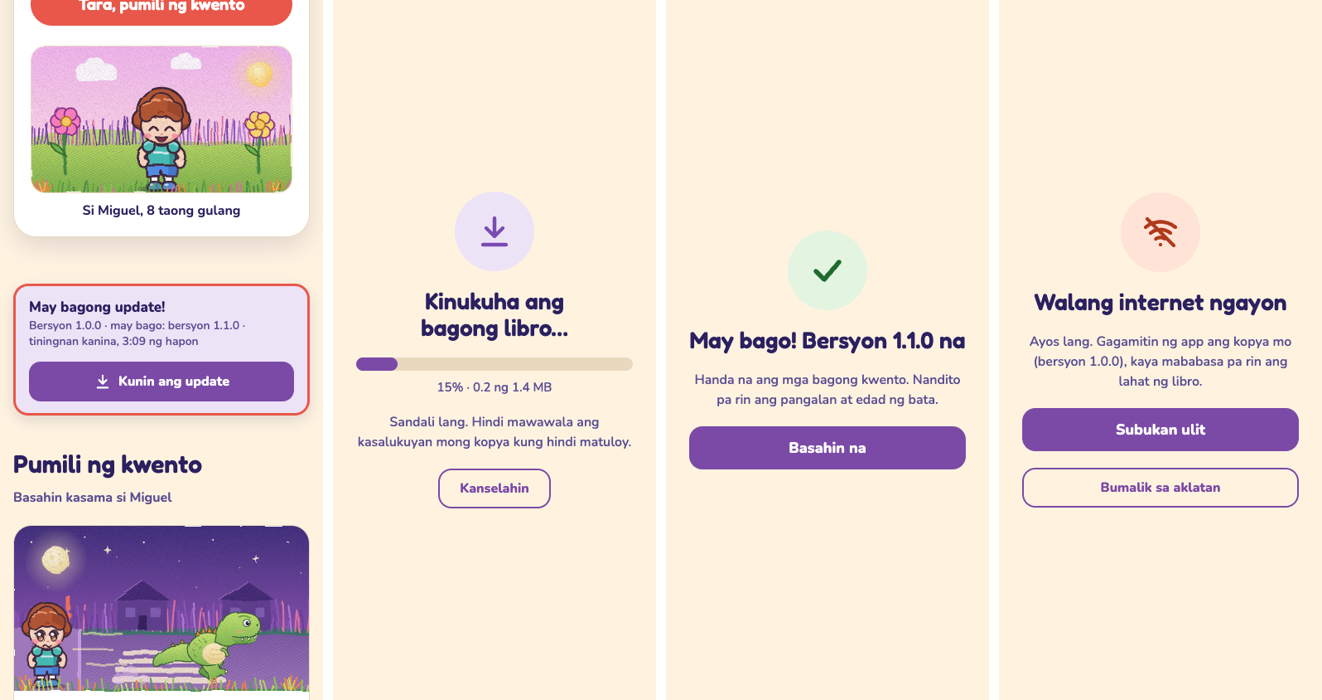 Tara, pumili ng kwento
Si Miguel, 8 taong gulang
May bagong update!
Bersyon 1.0.0 · may bago: bersyon 1.1.0 ·
tiningnan kanina, 3:09 ng hapon
Kunin ang update
Pumili ng kwento
Basahin kasama si Miguel
Kinukuha ang
bagong libro...
15% · 0.2 ng 1.4 MB
Sandali lang. Hindi mawawala ang
kasalukuyan mong kopya kung hindi matuloy.
Kanselahin
May bago! Bersyon 1.1.0 na
Handa na ang mga bagong kwento. Nandito
pa rin ang pangalan at edad ng bata.
Basahin na
Walang internet ngayon
Ayos lang. Gagamitin ng app ang kopya mo
(bersyon 1.0.0), kaya mababasa pa rin ang
lahat ng libro.
Subukan ulit
Bumalik sa aklatan